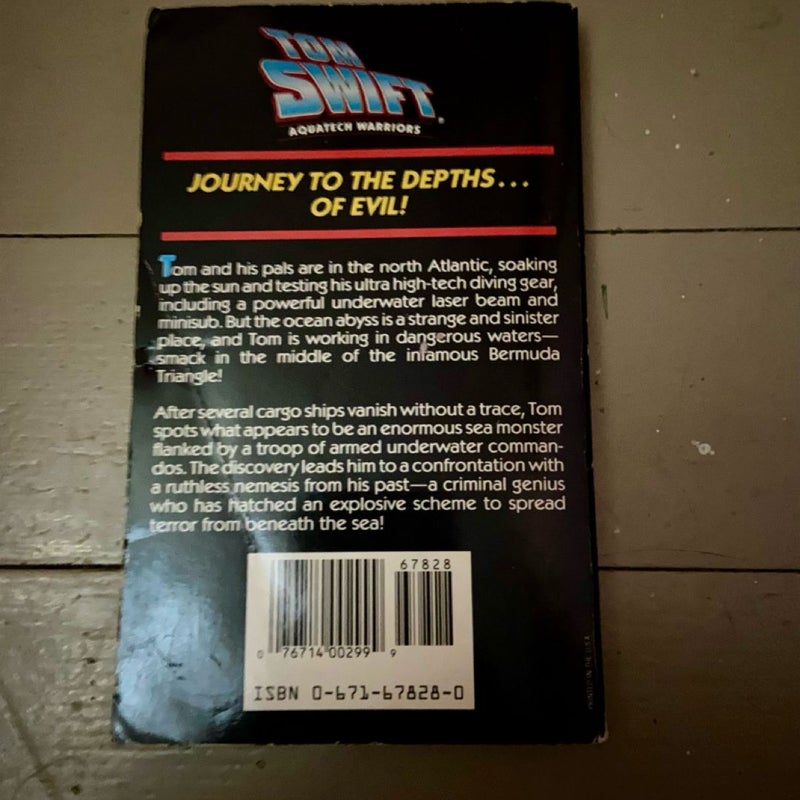 TOM
SWIFT
AQUATECH WARRIORS
JOURNEY TO THE DEPTHS...
OF EVIL!
Tom and his pals are in the north Atlantic, soaking
up the sun and testing his ultra high-tech diving gear,
including a powerful underwater laser beam and
minisub. But the ocean abyss is a strange and sinister
place, and Tom is working in dangerous waters—
smack in the middle of the infamous Bermuda
Triangle!
After several cargo ships vanish without a trace, Tom
spots what appears to be an enormous sea monster
flanked by a troop of armed underwater comman-
dos. The discovery leads him to a confrontation with
a ruthless nemesis from his past—a criminal genius
who has hatched an explosive scheme to spread
terror from beneath the sea!
67828
0 76714 00299 9
ISBN 0-671-67828-0
PRINTED IN THE U.S.A.